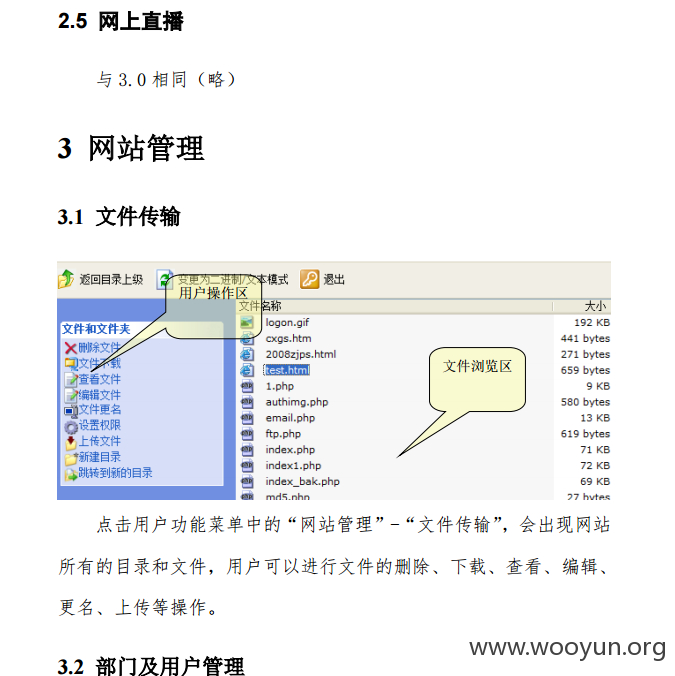 2.5 网上直播
与 3.0 相同（略）
3 网站管理
3.1 文件传输
返回目录上级 变更为二进制/文本模式 退出
用户操作区
文件名称 大小
文件和文件夹
删除文件
文件下载
查看文件
编辑文件
文件更名
设置权限
上传文件
新建目录
跳转到新的目录
logon.gif 192 KB
cxgs.htm 441 bytes
2008zjps.html 271 bytes
test.html 659 bytes
1.php 9 KB
authimg.php 580 bytes
email.php 13 KB
ftp.php 619 bytes
index.php 71 KB
index1.php 72 KB
index_bak.php 69 KB
md5.php 27 bytes
文件浏览区
点击用户功能菜单中的“网站管理”-“文件传输”，会出现网站
所有的目录和文件，用户可以进行文件的删除、下载、查看、编辑、
更名、上传等操作。
www.wooyun.org
3.2 部门及用户管理